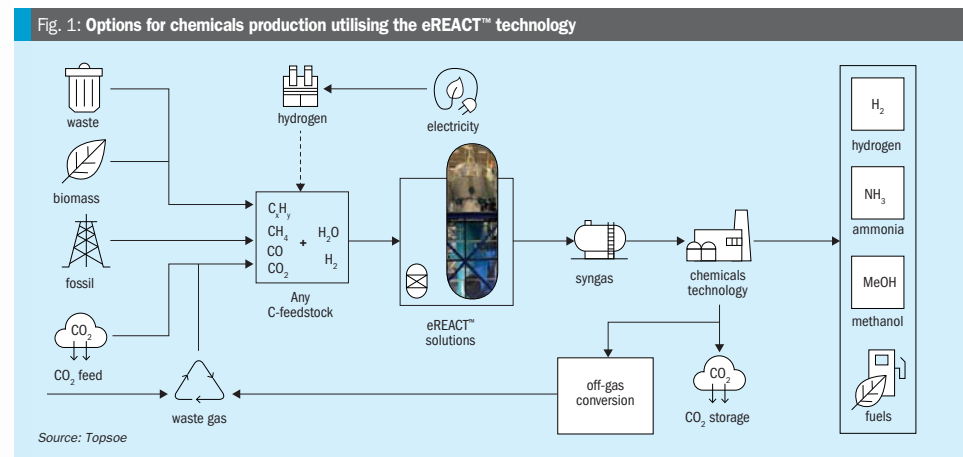 Fig. 1: Options for chemicals production utilising the eREACT™ technology
waste
biomass
fossil
CO₂
CO₂ feed
waste gas
hydrogen
electricity
CₓHᵧ
CH₄
CO
CO₂
+
H₂O
H₂
Any
C-feedstock
eREACT™
solutions
syngas
chemicals
technology
off-gas
conversion
CO₂
CO₂ storage
H₂
hydrogen
NH₃
ammonia
MeOH
methanol
fuels
Source: Topsoe